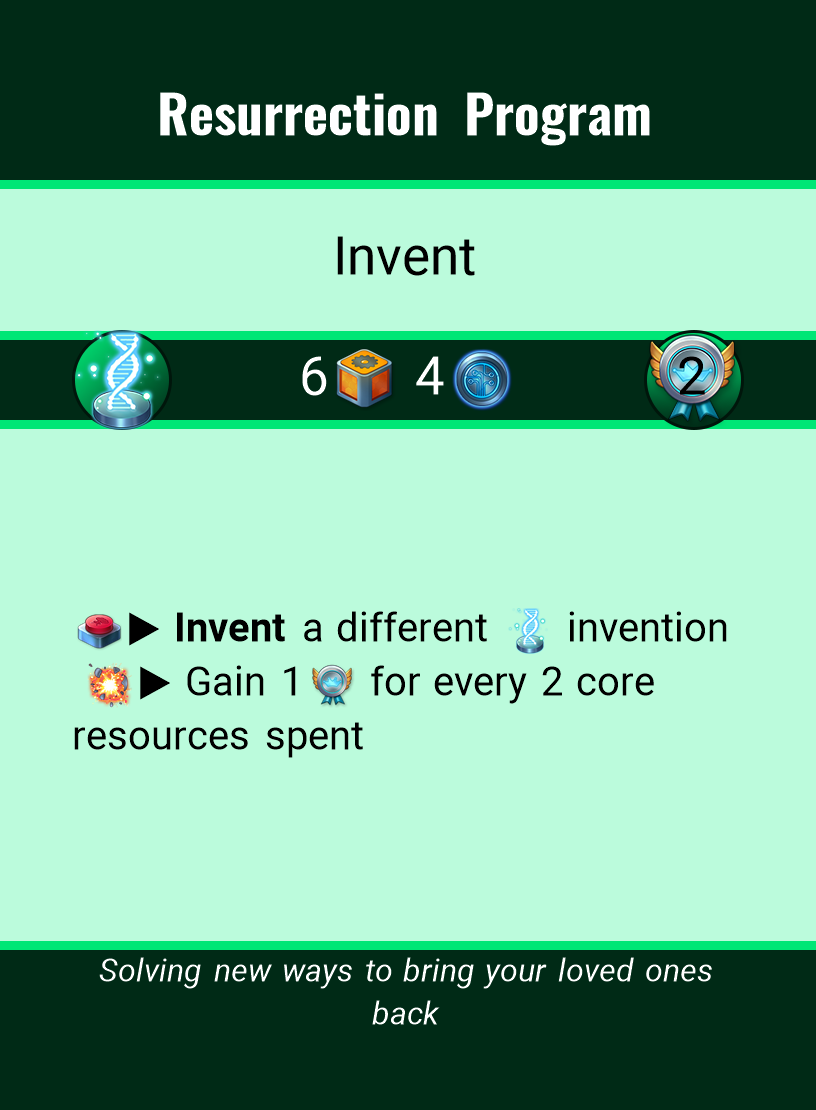 Resurrection Program
Invent
6 4 2
▶ Invent a different invention
▶ Gain 1 for every 2 core
resources spent
Solving new ways to bring your loved ones
back